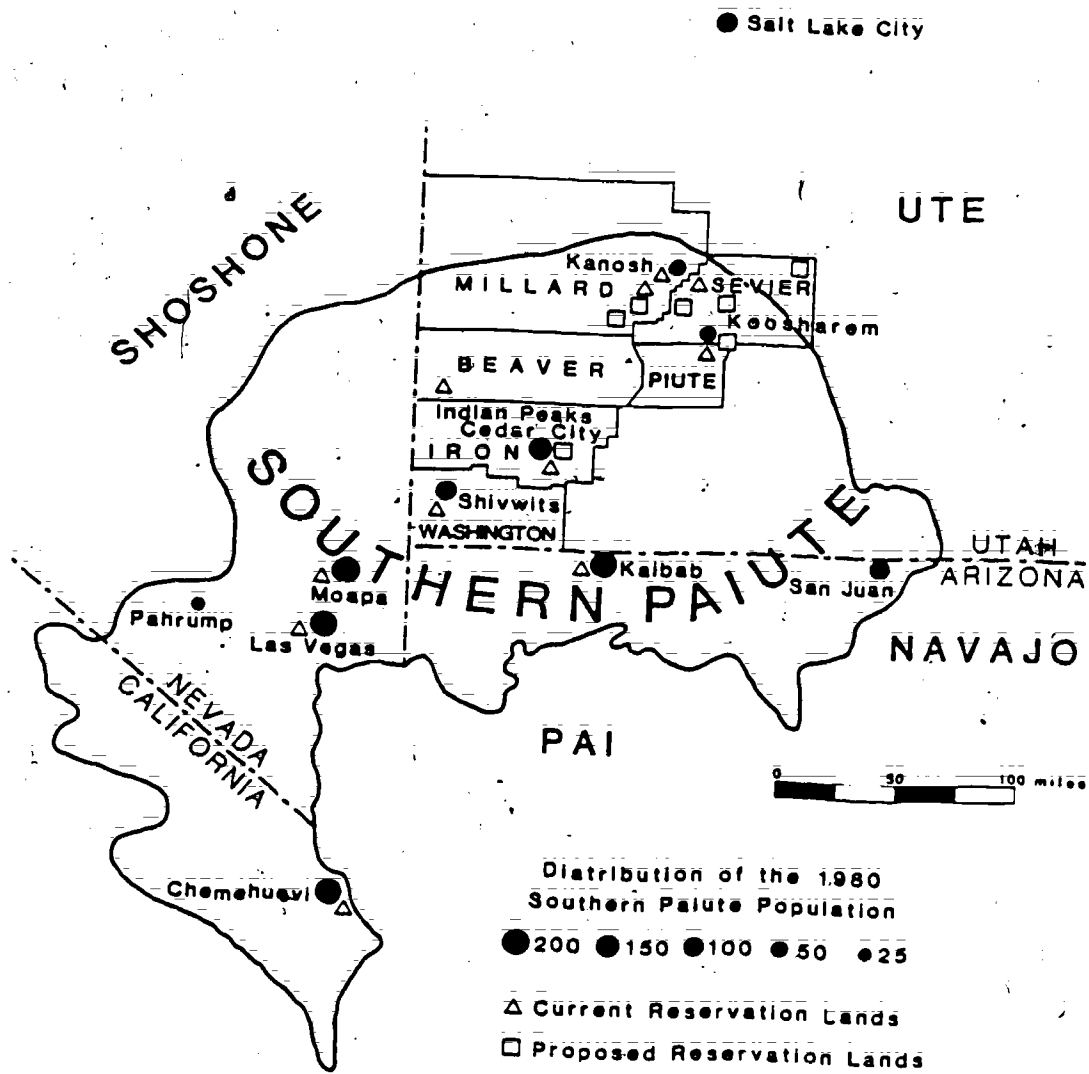 Salt Lake City
SHOSHONE
UTE
Kanosh
MILLARD
SEVIER
Koosharem
BEAVER
PIUTE
Indian Peaks
Cedar City
IRON
Shivwits
WASHINGTON
SOUTHERN PAIUTE
UTAH
ARIZONA
Kaibab
San Juan
Moapa
Pahrump
Las Vegas
NAVAJO
NEVADA
CALIFORNIA
PAI
0 50 100 miles
Chemehuevi
Distribution of the 1980
Southern Paiute Population
200 150 100 50 25
Current Reservation Lands
Proposed Reservation Lands